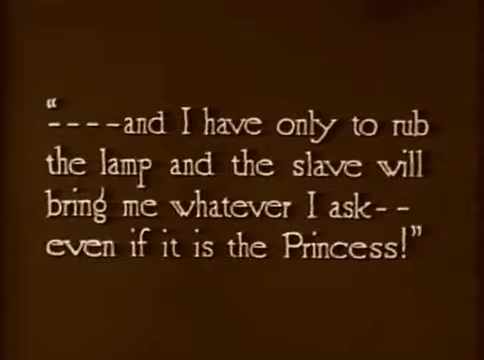 “----and I have only to rub
the lamp and the slave will
bring me whatever I ask--
even if it is the Princess!”